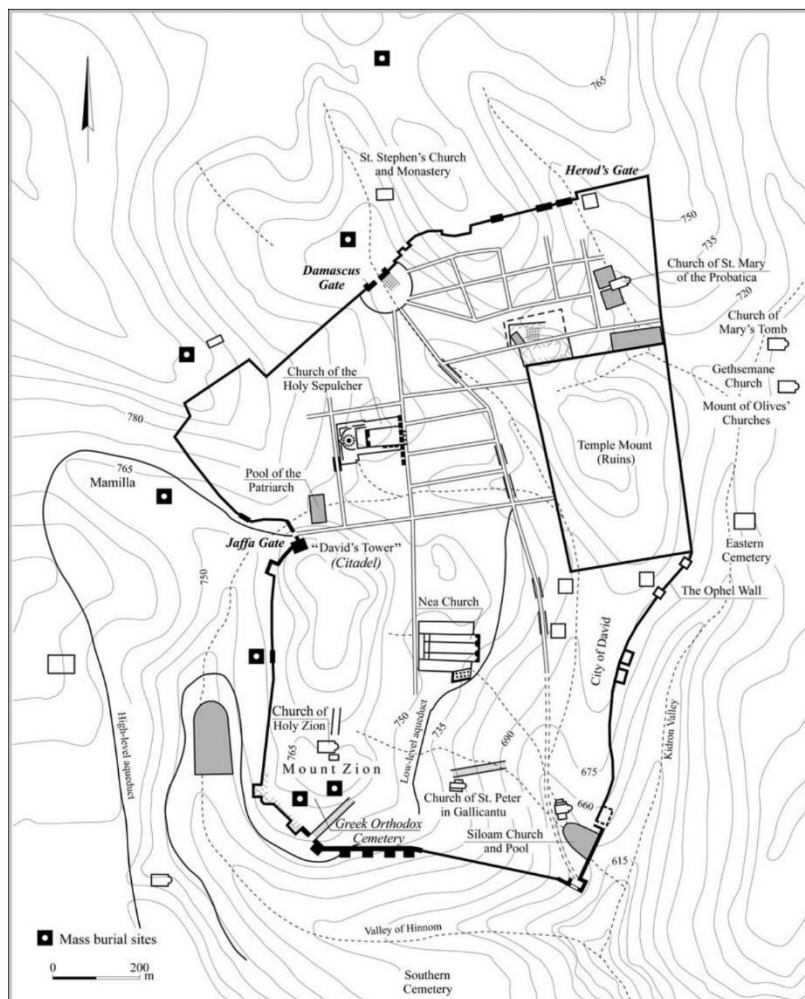 765
St. Stephen's Church
and Monastery
Herod's Gate
750
735
Damascus
Gate
Church of St. Mary
of the Probatica
720
Church of
Mary's Tomb
Church of the
Holy Sepulcher
Gethsemane
Church
Mount of Olives'
Churches
780
Temple Mount
(Ruins)
765
Mamilla
Pool of the
Patriarch
Jaffa Gate
"David's Tower"
(Citadel)
Eastern
Cemetery
750
The Ophel Wall
Nea Church
City of David
Kidron Valley
High-level aqueduct
Church of
Holy Zion
750
735
Low-level aqueduct
690
765
Mount Zion
675
Church of St. Peter
in Gallicantu
660
Greek Orthodox
Cemetery
Siloam Church
and Pool
615
Mass burial sites
Valley of Hinnom
0 200
m
Southern
Cemetery